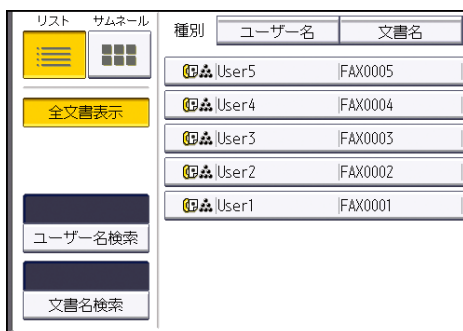 リスト サムネール
全文書表示
ユーザー名検索
文書名検索
種別 ユーザー名 文書名
User5 FAX0005
User4 FAX0004
User3 FAX0003
User2 FAX0002
User1 FAX0001